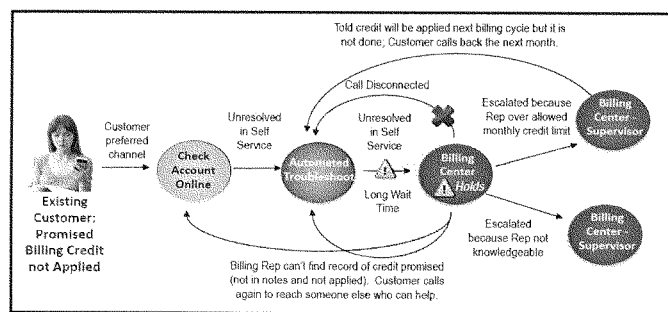 Told credit will be applied next billing cycle but it is
not done; Customer calls back the next month.
Call Disconnected
Customer
preferred
channel
Unresolved
in Self
Service
Unresolved
in Self
Service
Escalated because
Rep over allowed
monthly credit limit
Billing
Center -
Supervisor
Check
Account
Online
Automated
Troubleshoot
Billing
Center
Holds
Long Wait
Time
Existing
Customer:
Promised
Billing Credit
not Applied
Escalated
because Rep not
knowledgeable
Billing
Center -
Supervisor
Billing Rep can't find record of credit promised
(not in notes and not applied). Customer calls
again to reach someone else who can help.